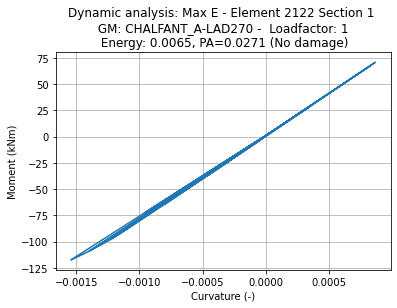 Dynamic analysis: Max E - Element 2122 Section 1
GM: CHALFANT_A-LAD270 - Loadfactor: 1
Energy: 0.0065, PA=0.0271 (No damage)
75
50
25
0
−25
−50
−75
−100
−125
Moment (kNm)
−0.0015 −0.0010 −0.0005 0.0000 0.0005
Curvature (-)